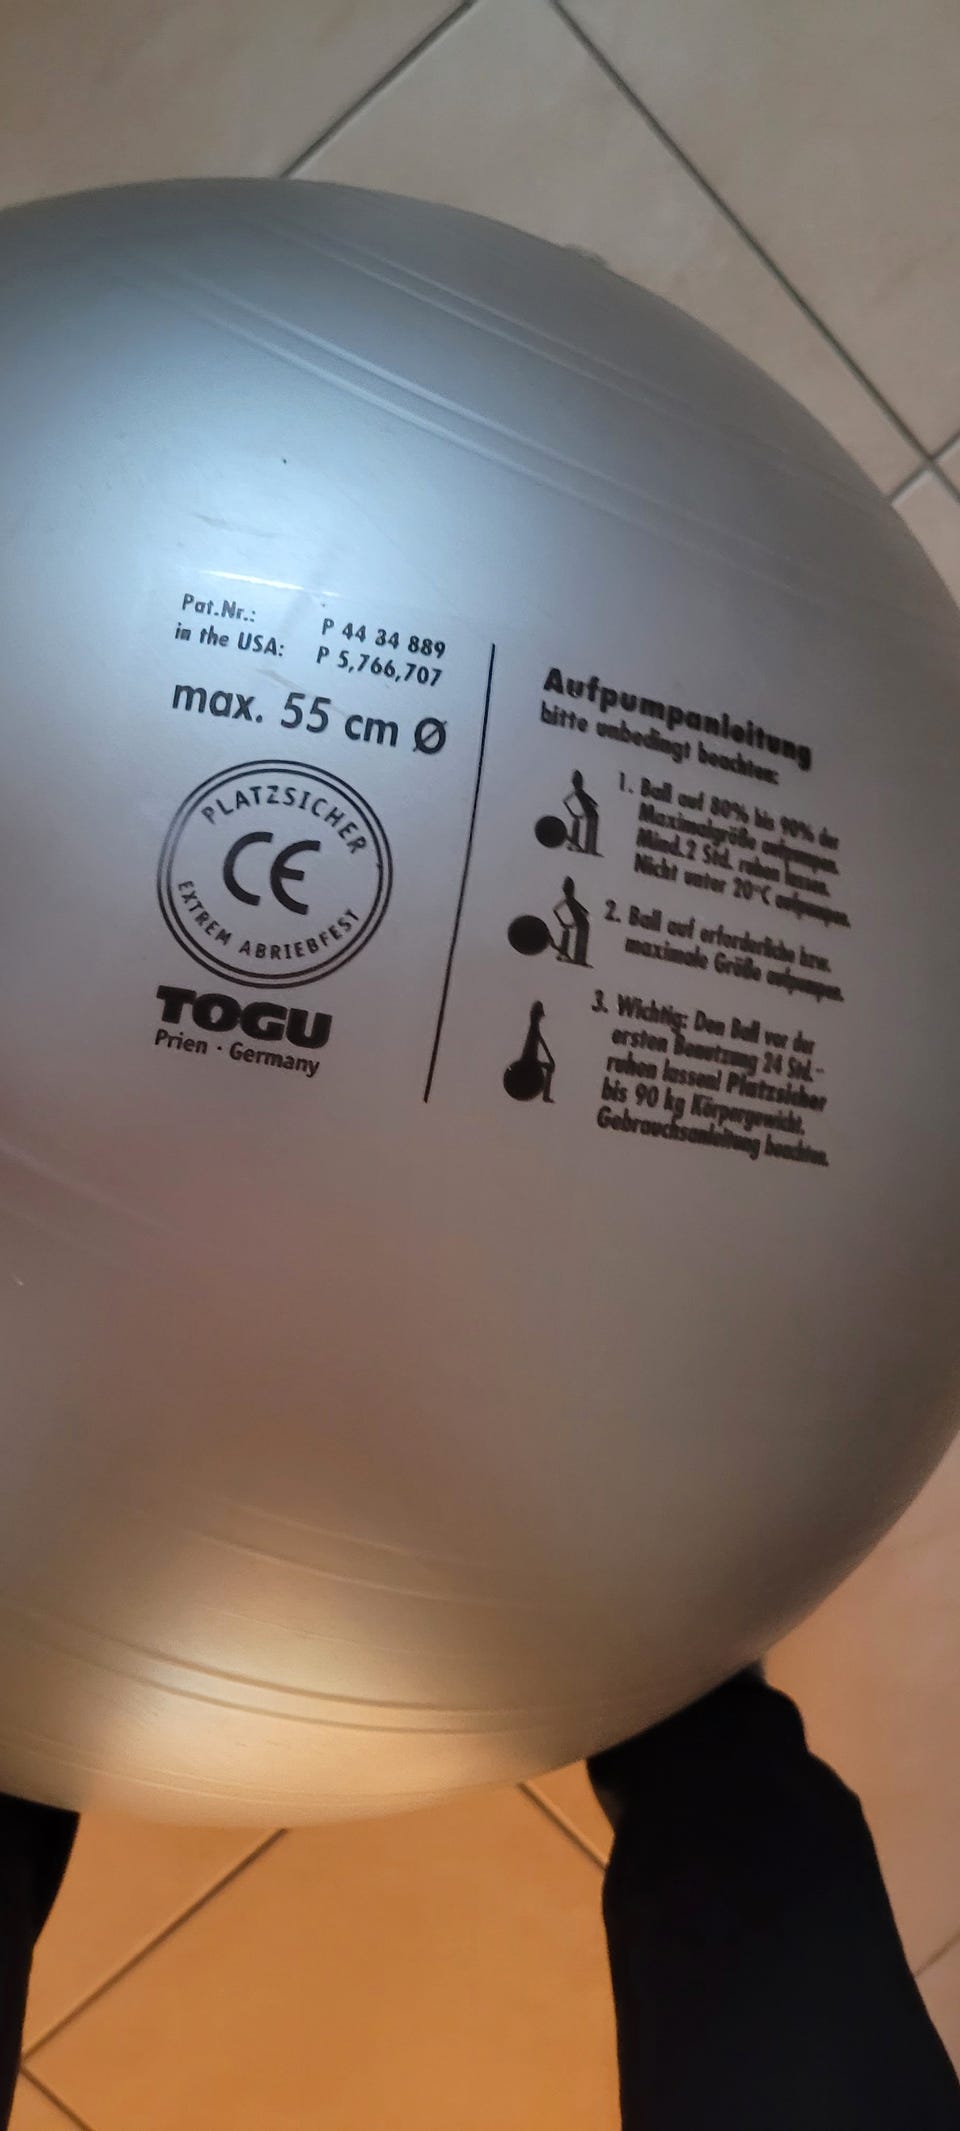 Pat.Nr.: P 44 34 889
in the USA: P 5,766,707
max. 55 cm Ø
PLATZSICHER
CE
EXTREM ABRIEBFEST
TOGU
Prien · Germany
Aufpumpanleitung
bitte unbedingt beachten:
1. Ball auf 80% bis 90% der
Maximalgröße aufpumpen.
Mind.2 Std. ruhen lassen.
Nicht unter 20°C aufpumpen.
2. Ball auf erforderliche bzw.
maximale Größe aufpumpen.
3. Wichtig: Den Ball vor der
ersten Benutzung 24 Std.-
ruhen lassen! Platzsicher
bis 90 kg Körpergewicht.
Gebrauchsanleitung beachten.